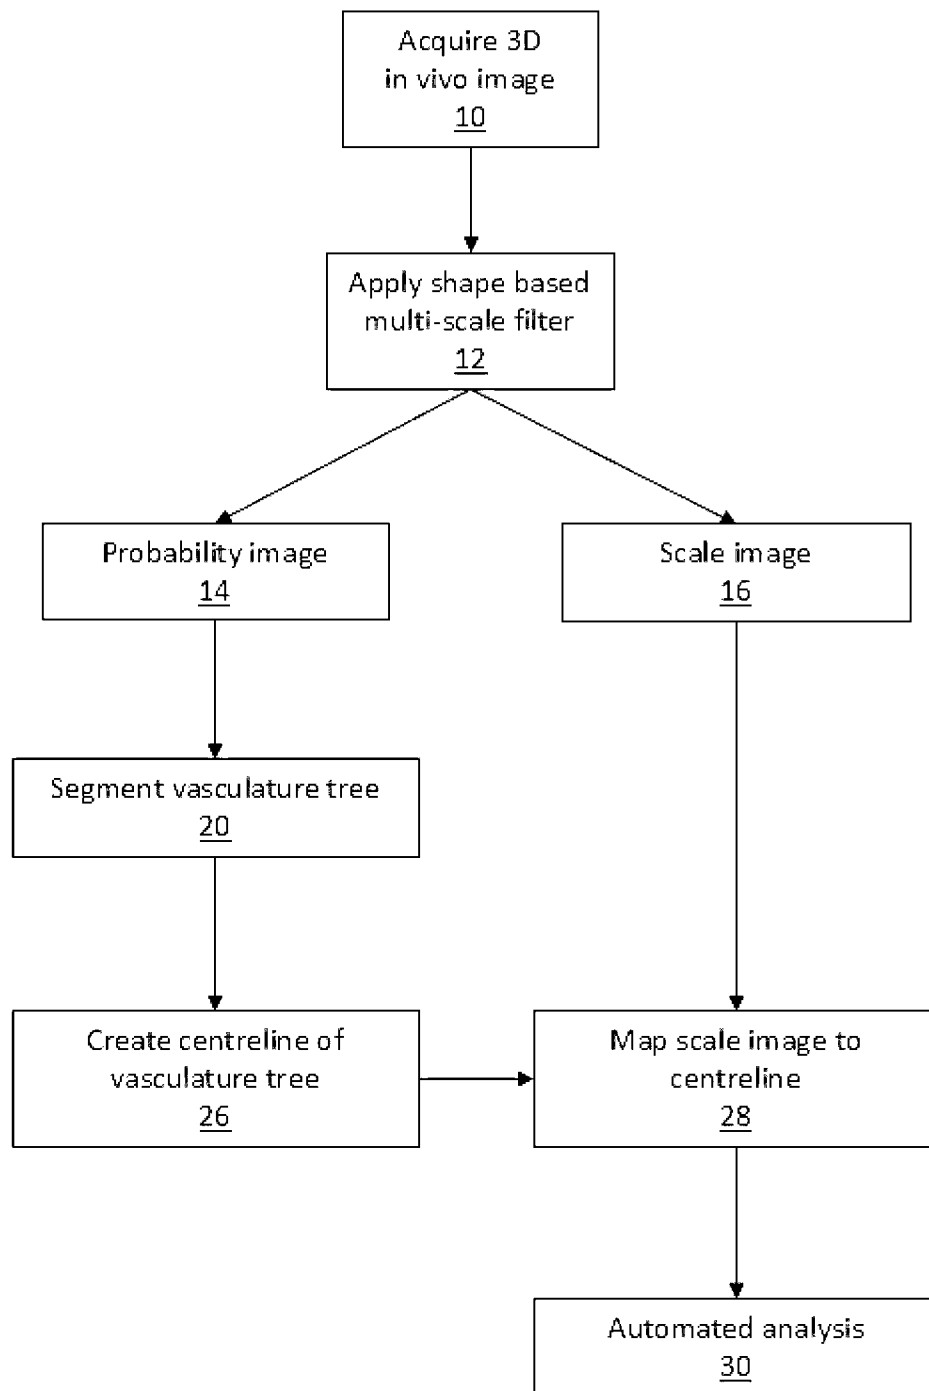 Acquire 3D
in vivo image
10
Apply shape based
multi-scale filter
12
Probability image
14
Scale image
16
Segment vasculature tree
20
Create centreline of
vasculature tree
26
Map scale image to
centreline
28
Automated analysis
30